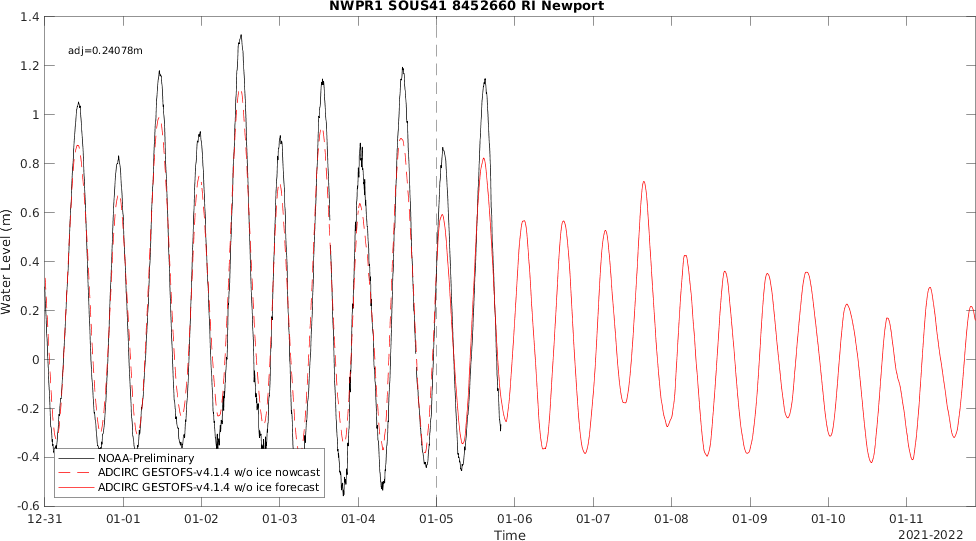 NWPR1 SOUS41 8452660 RI Newport
adj=0.24078m
Water Level (m)
1.4
1.2
1
0.8
0.6
0.4
0.2
0
-0.2
-0.4
-0.6
NOAA-Preliminary
ADCIRC GESTOFS-v4.1.4 w/o ice nowcast
ADCIRC GESTOFS-v4.1.4 w/o ice forecast
12-31 01-01 01-02 01-03 01-04 01-05 01-06 01-07 01-08 01-09 01-10 01-11
Time
2021-2022